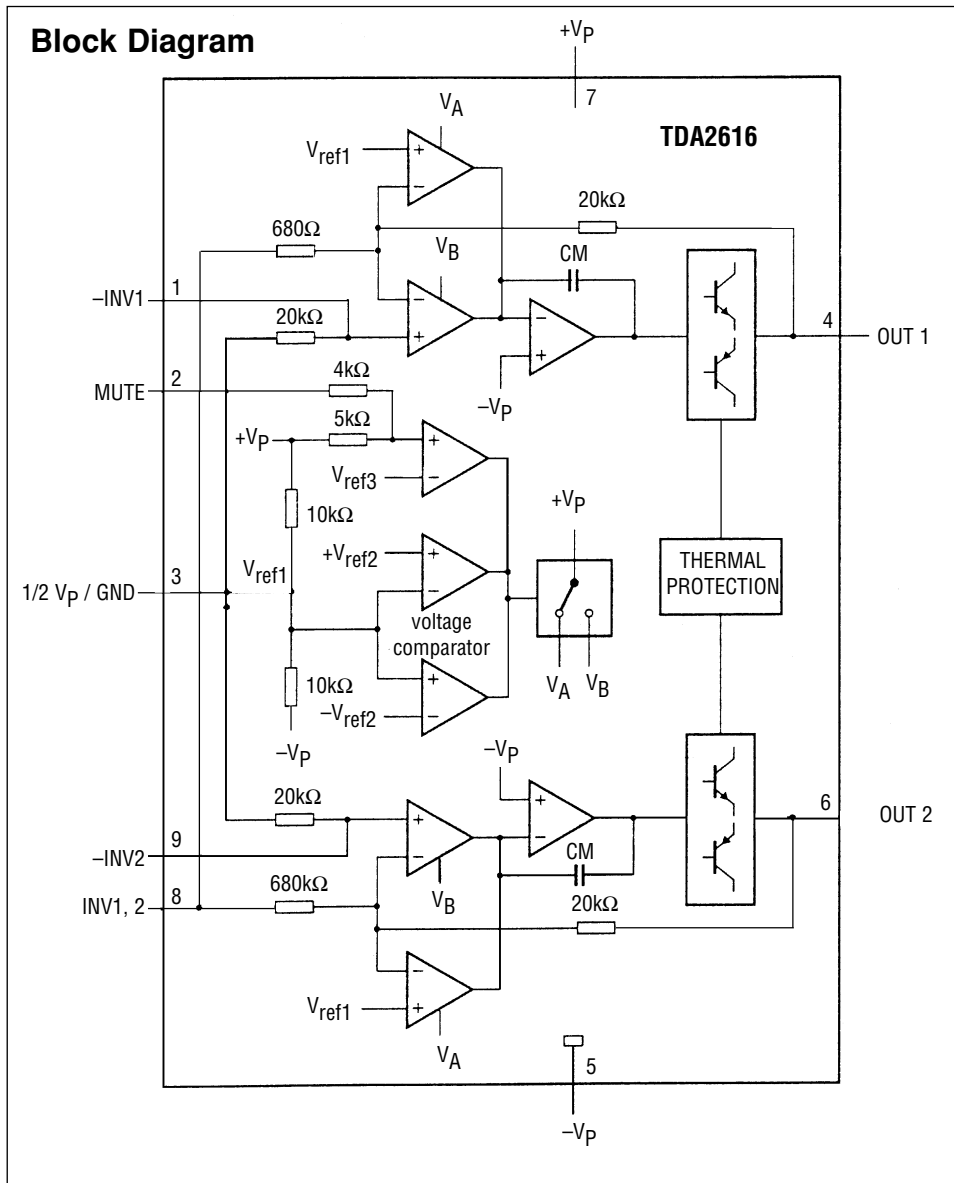 Block Diagram
+VP
7
VA
TDA2616
Vref1
+
−
20kΩ
680Ω
VB
CM
−INV1
1
−
+
20kΩ
−
+
4
OUT 1
MUTE
2
4kΩ
−VP
+VP
5kΩ
+
−
Vref3
10kΩ
+VP
Vref1
+Vref2
+
−
THERMAL
PROTECTION
1/2 VP / GND
3
voltage
comparator
10kΩ
+
−
VA
VB
−Vref2
−VP
−VP
20kΩ
+
−
+
−
6
OUT 2
9
−INV2
CM
VB
680kΩ
20kΩ
INV1, 2
8
−
+
Vref1
VA
5
−VP